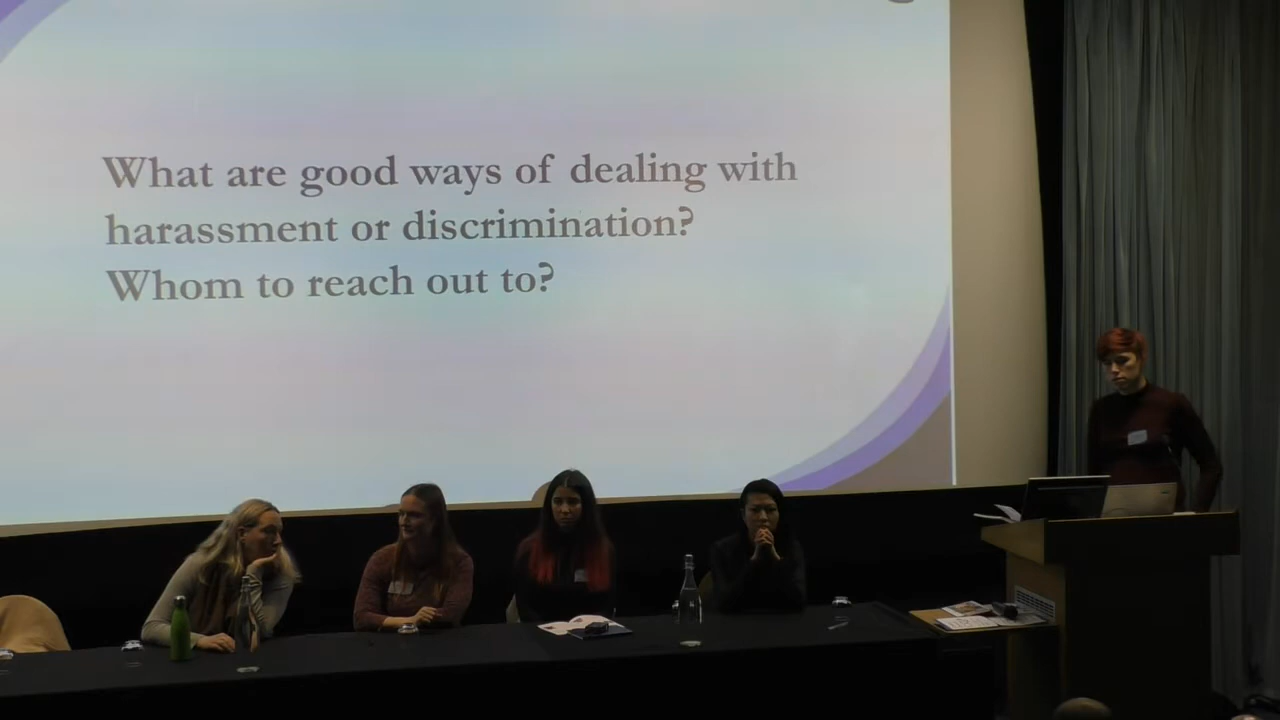 What are good ways of dealing with
harassment or discrimination?
Whom to reach out to?